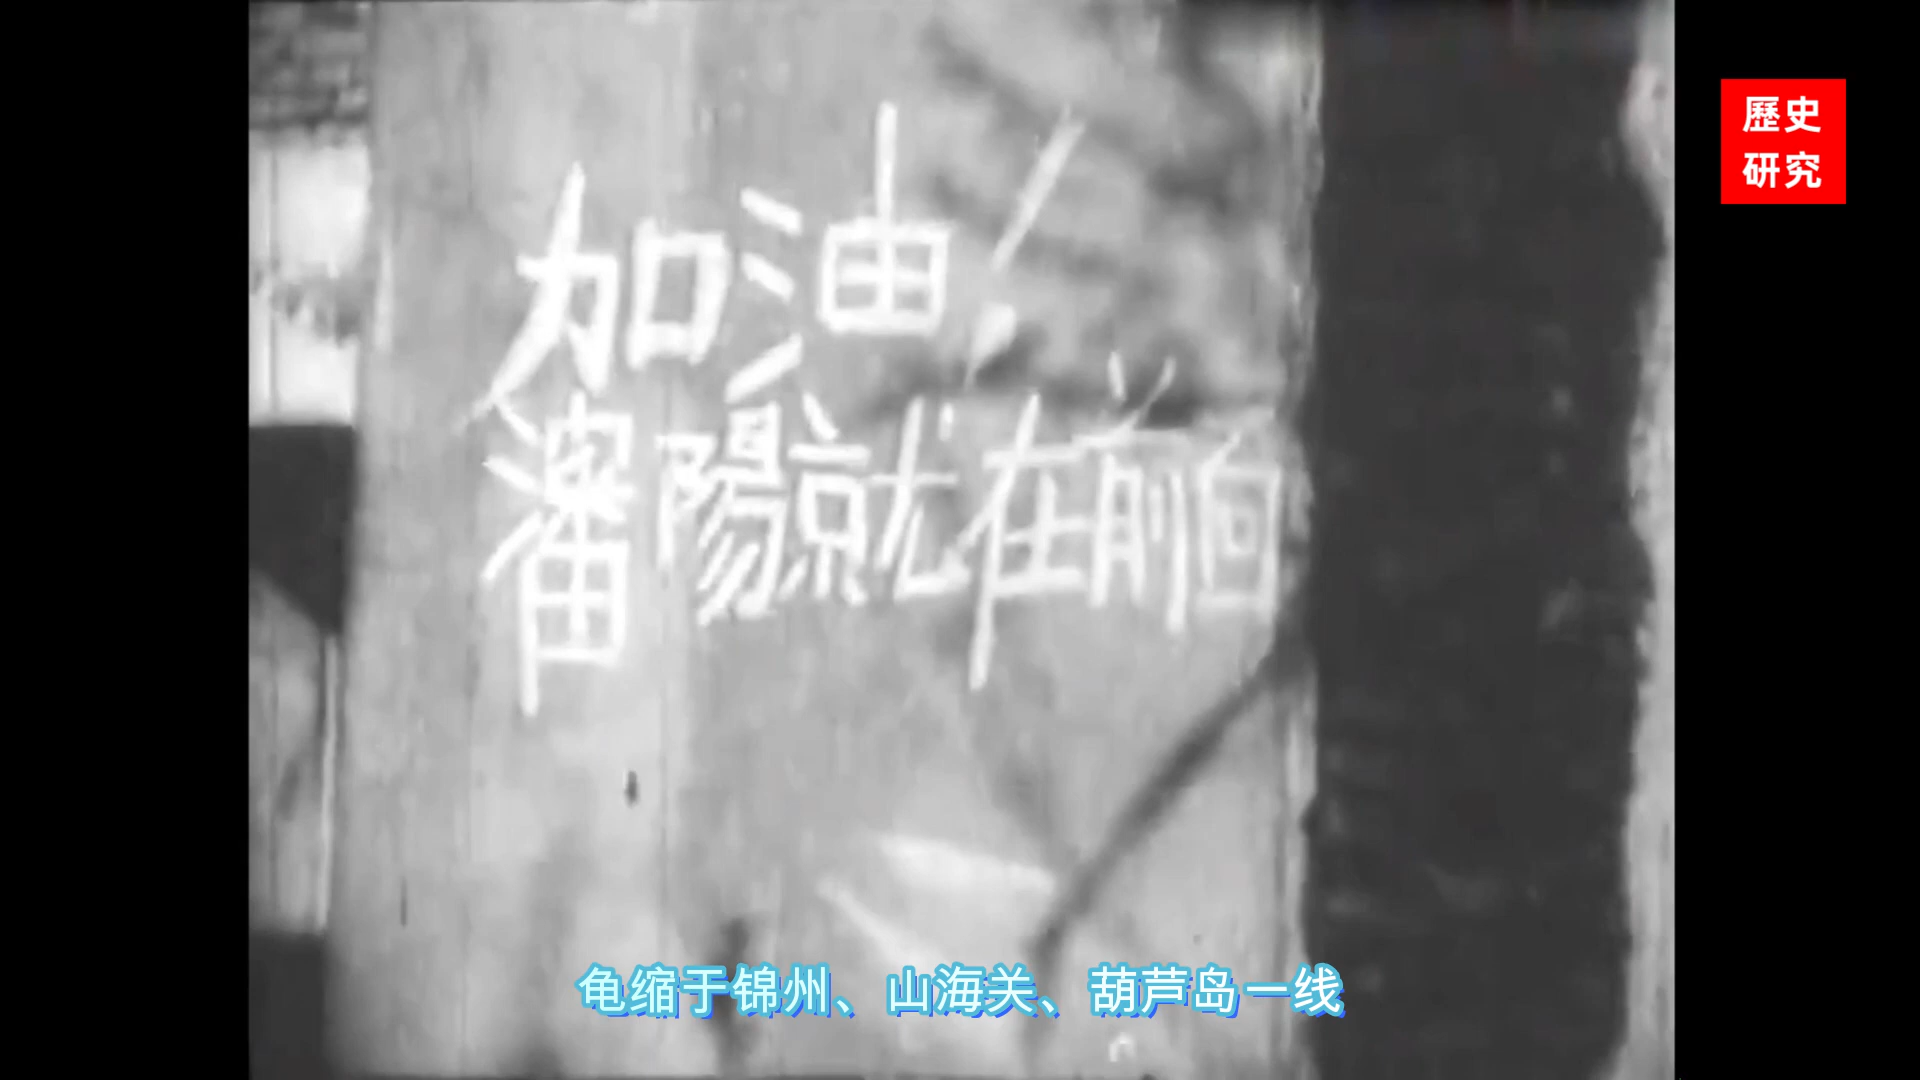 歷史
研究
加油！
瀋陽就在前面
龟缩于锦州、山海关、葫芦岛一线